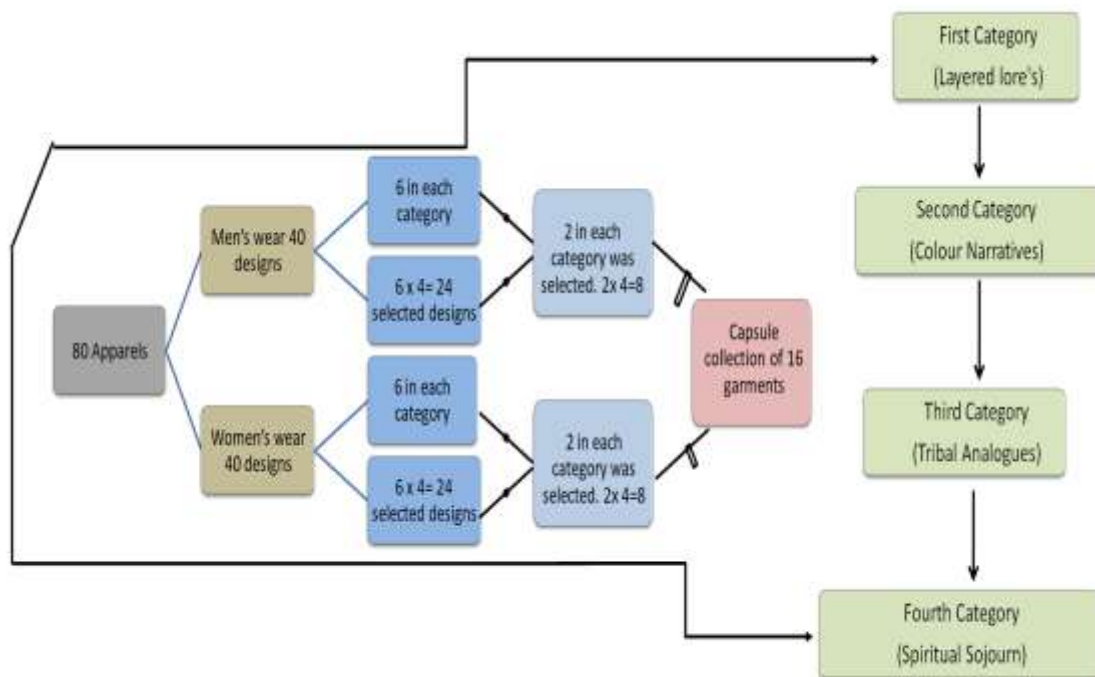 80 Apparels
Men's wear 40
designs
Women's wear
40 designs
6 in each
category
6 x 4= 24
selected designs
6 in each
category
6 x 4= 24
selected designs
2 in each
category was
selected. 2x 4=8
2 in each
category was
selected. 2x 4=8
Capsule
collection of 16
garments
First Category
(Layered lore's)
Second Category
(Colour Narratives)
Third Category
(Tribal Analogues)
Fourth Category
(Spiritual Sojourn)